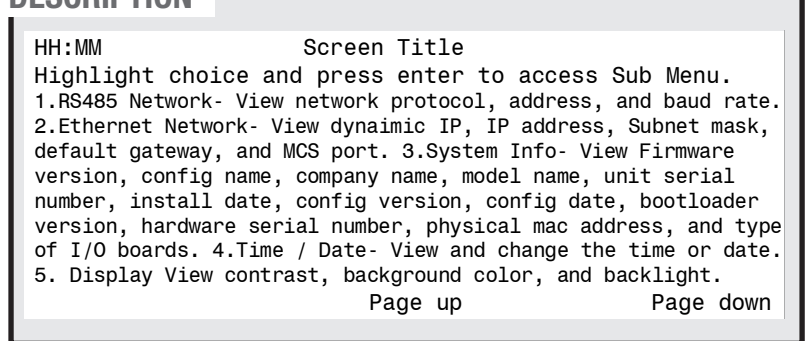 DESCRIPTION
HH:MM Screen Title
Highlight choice and press enter to access Sub Menu.
1.RS485 Network- View network protocol, address, and baud rate.
2.Ethernet Network- View dynaimic IP, IP address, Subnet mask,
default gateway, and MCS port. 3.System Info- View Firmware
version, config name, company name, model name, unit serial
number, install date, config version, config date, bootloader
version, hardware serial number, physical mac address, and type
of I/O boards. 4.Time / Date- View and change the time or date.
5. Display View contrast, background color, and backlight.
Page up Page down